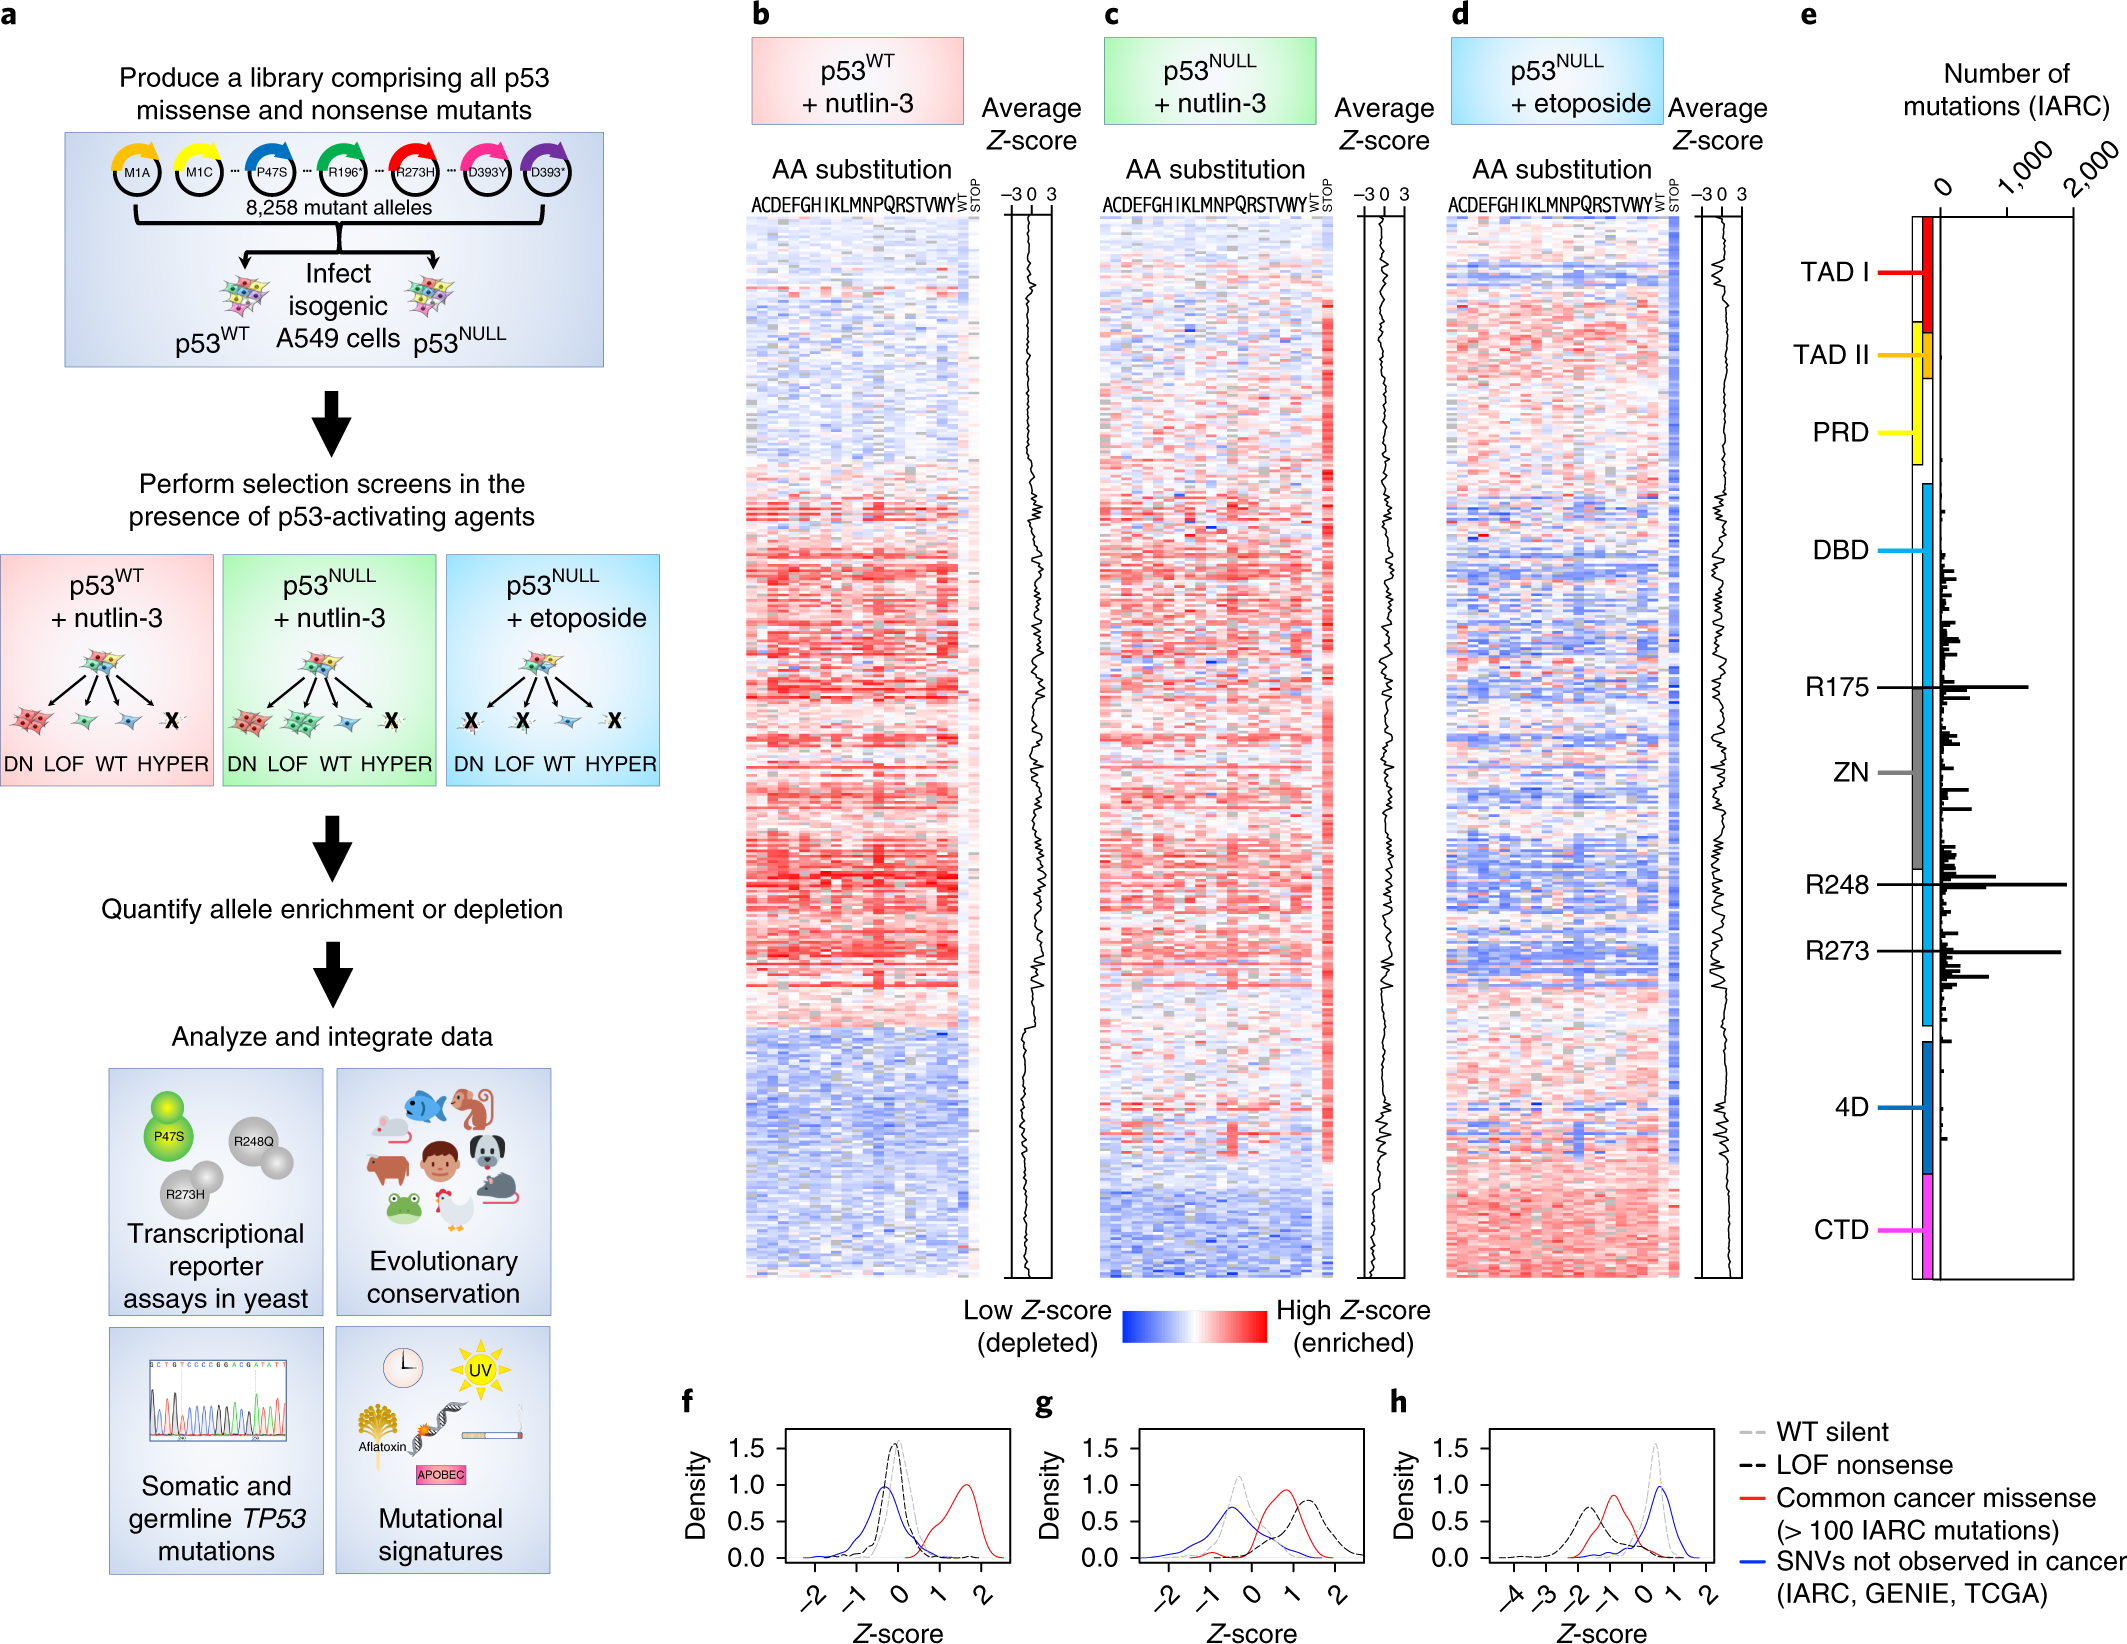 a
Produce a library comprising all p53
missense and nonsense mutants
M1A
M1C
...
P47S
...
R196*
...
R273H
...
D393Y
D393*
8,258 mutant alleles
Infect
isogenic
A549 cells
p53WT
p53NULL
Perform selection screens in the
presence of p53-activating agents
p53WT
+ nutlin-3
X
DN LOF WT HYPER
p53NULL
+ nutlin-3
X
DN LOF WT HYPER
p53NULL
+ etoposide
X X X
DN LOF WT HYPER
Quantify allele enrichment or depletion
Analyze and integrate data
P47S
R248Q
R273H
Transcriptional
reporter
assays in yeast
Evolutionary
conservation
Somatic and
germline TP53
mutations
UV
Aflatoxin
APOBEC
Mutational
signatures
b
p53WT
+ nutlin-3
Average
Z-score
AA substitution
ACDEFGHIKLMNPQRSTVWY WT STOP
−3 0 3
c
p53NULL
+ nutlin-3
Average
Z-score
AA substitution
ACDEFGHIKLMNPQRSTVWY WT STOP
−3 0 3
d
p53NULL
+ etoposide
Average
Z-score
AA substitution
ACDEFGHIKLMNPQRSTVWY WT STOP
−3 0 3
Low Z-score
(depleted)
High Z-score
(enriched)
e
Number of
mutations (IARC)
0 1,000 2,000
TAD I
TAD II
PRD
DBD
R175
ZN
R248
R273
4D
CTD
f
Density
1.5
1.0
0.5
0.0
−2 −1 0 1 2
Z-score
g
Density
1.5
1.0
0.5
0.0
−2 −1 0 1 2
Z-score
h
Density
1.5
1.0
0.5
0.0
−4 −3 −2 −1 0 1 2
Z-score
WT silent
LOF nonsense
Common cancer missense
(> 100 IARC mutations)
SNVs not observed in cancer
(IARC, GENIE, TCGA)